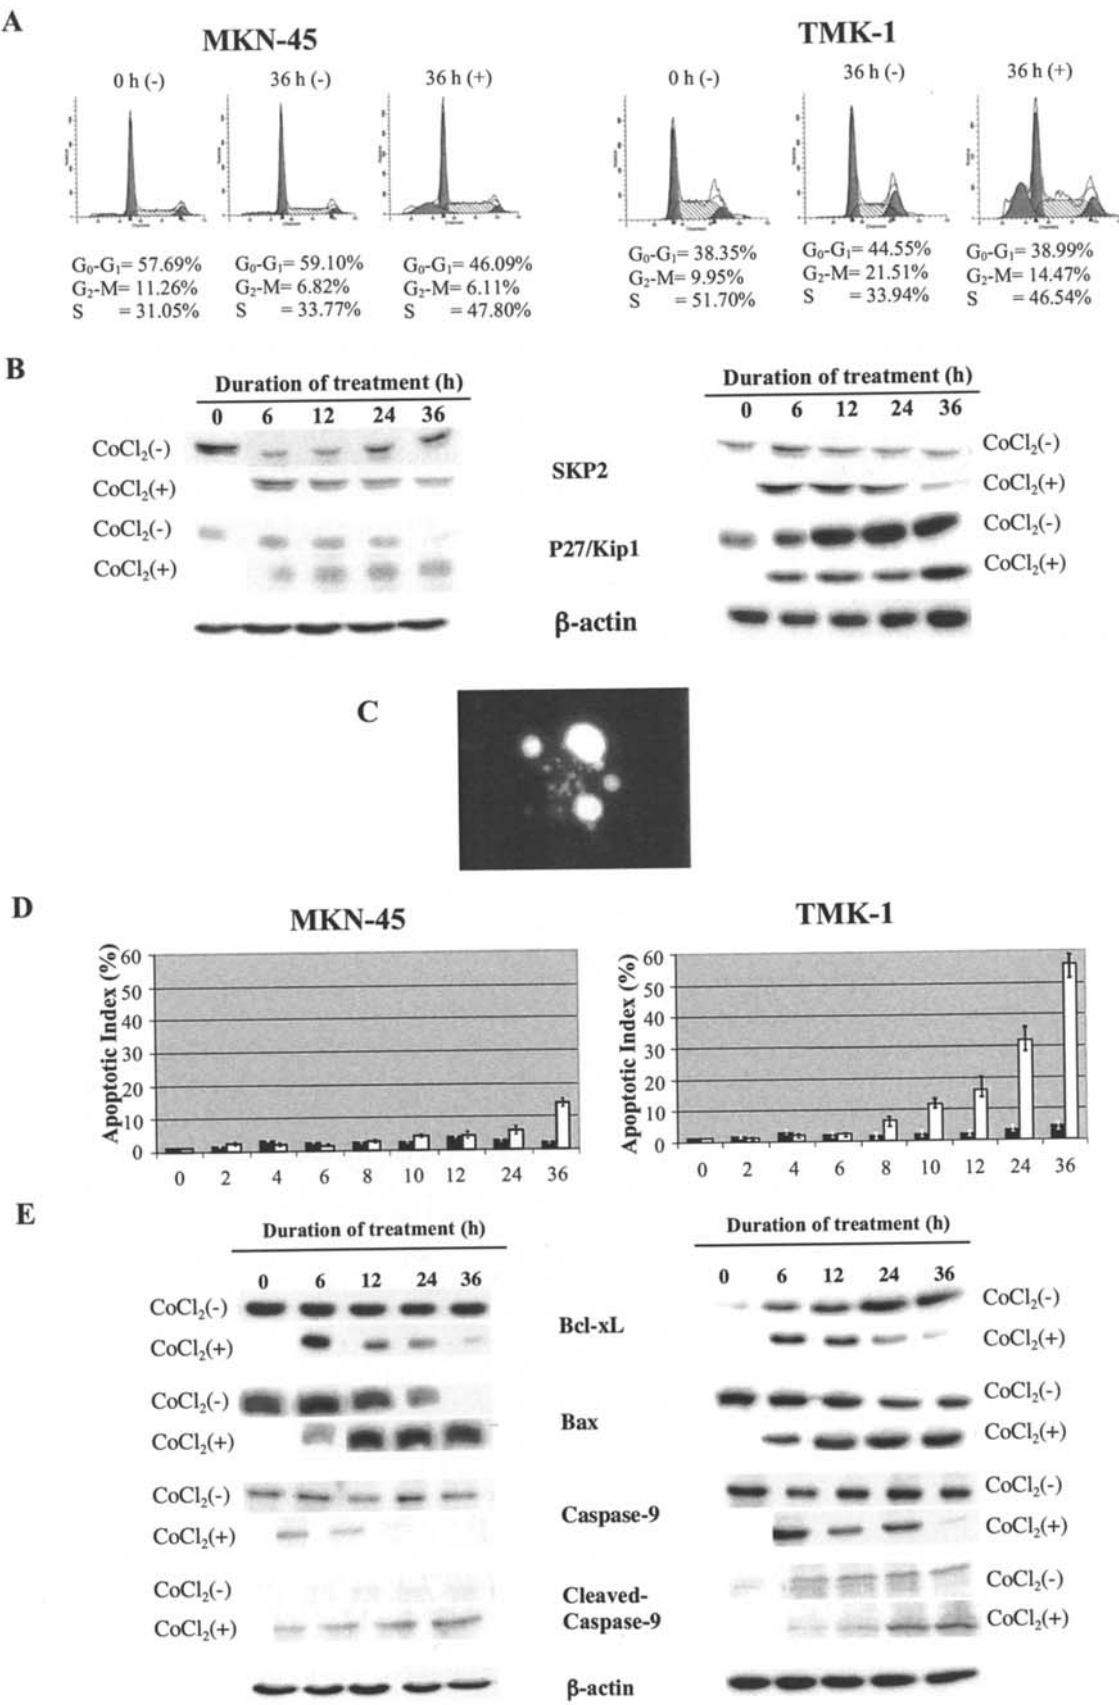 A
MKN-45
TMK-1
0 h (-)
36 h (-)
36 h (+)
0 h (-)
36 h (-)
36 h (+)
G₀-G₁= 57.69%
G₂-M= 11.26%
S = 31.05%
G₀-G₁= 59.10%
G₂-M= 6.82%
S = 33.77%
G₀-G₁= 46.09%
G₂-M= 6.11%
S = 47.80%
G₀-G₁= 38.35%
G₂-M= 9.95%
S = 51.70%
G₀-G₁= 44.55%
G₂-M= 21.51%
S = 33.94%
G₀-G₁= 38.99%
G₂-M= 14.47%
S = 46.54%
B
Duration of treatment (h)
0 6 12 24 36
CoCl₂(-)
CoCl₂(+)
CoCl₂(-)
CoCl₂(+)
SKP2
P27/Kip1
β-actin
Duration of treatment (h)
0 6 12 24 36
CoCl₂(-)
CoCl₂(+)
CoCl₂(-)
CoCl₂(+)
C
D
MKN-45
Apoptotic Index (%)
60
50
40
30
20
10
0
0 2 4 6 8 10 12 24 36
TMK-1
Apoptotic Index (%)
60
50
40
30
20
10
0
0 2 4 6 8 10 12 24 36
E
Duration of treatment (h)
0 6 12 24 36
CoCl₂(-)
CoCl₂(+)
CoCl₂(-)
CoCl₂(+)
CoCl₂(-)
CoCl₂(+)
CoCl₂(-)
CoCl₂(+)
Bcl-xL
Bax
Caspase-9
Cleaved-
Caspase-9
β-actin
Duration of treatment (h)
0 6 12 24 36
CoCl₂(-)
CoCl₂(+)
CoCl₂(-)
CoCl₂(+)
CoCl₂(-)
CoCl₂(+)
CoCl₂(-)
CoCl₂(+)